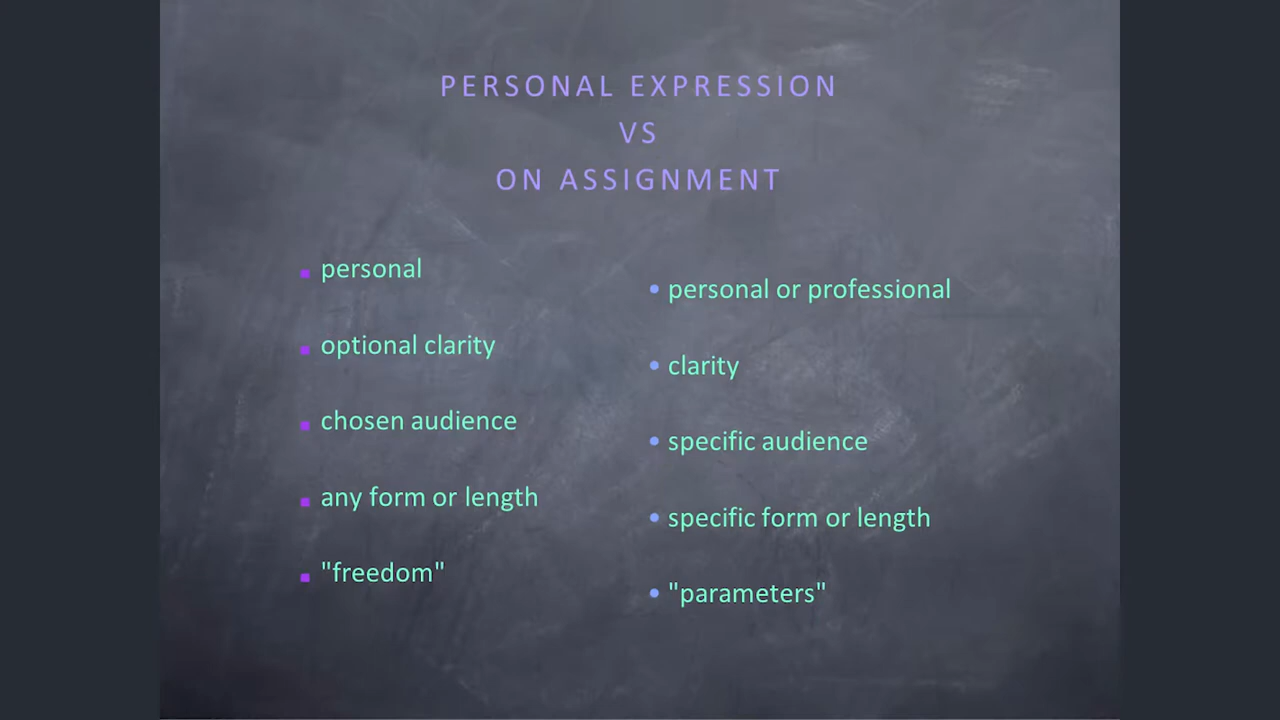 PERSONAL EXPRESSION
VS
ON ASSIGNMENT
personal
optional clarity
chosen audience
any form or length
"freedom"
personal or professional
clarity
specific audience
specific form or length
"parameters"